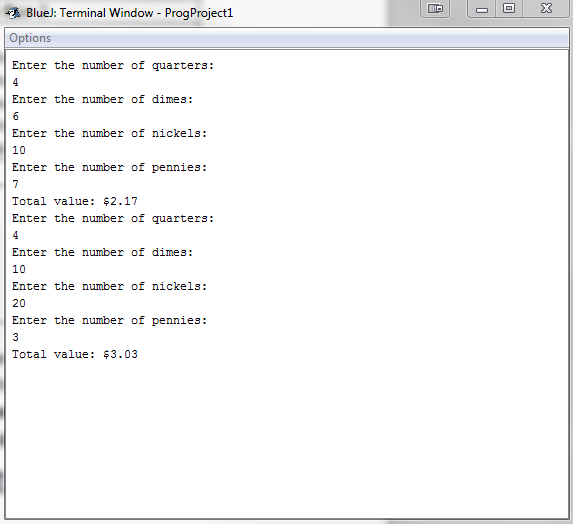 BlueJ: Terminal Window - ProgProject1
Options
Enter the number of quarters:
4
Enter the number of dimes:
6
Enter the number of nickels:
10
Enter the number of pennies:
7
Total value: $2.17
Enter the number of quarters:
4
Enter the number of dimes:
10
Enter the number of nickels:
20
Enter the number of pennies:
3
Total value: $3.03